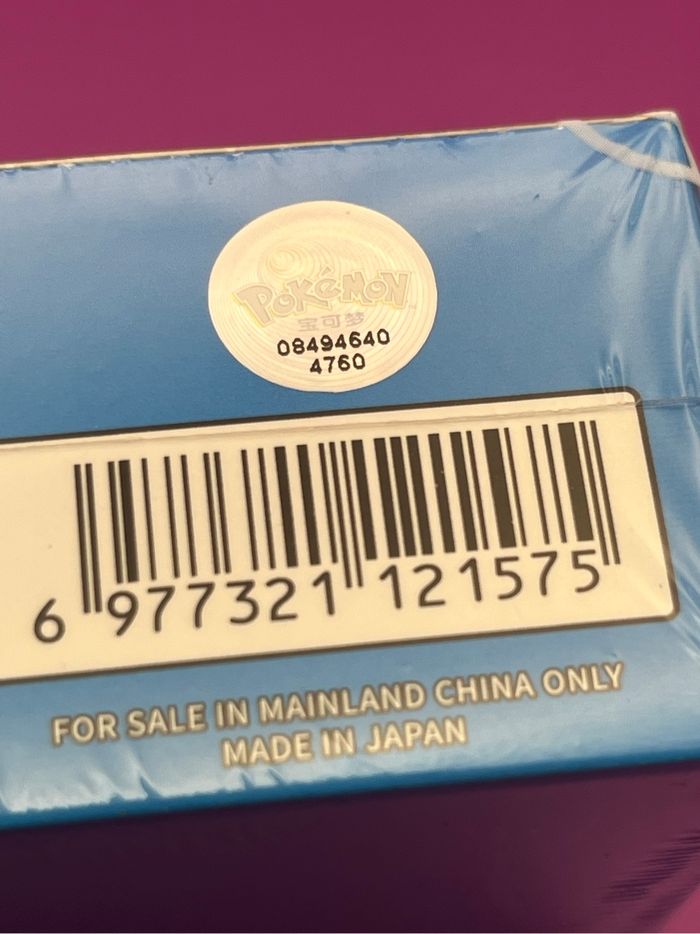 POKéMON
宝可梦
08494640
4760
6 977321 121575
FOR SALE IN MAINLAND CHINA ONLY
MADE IN JAPAN